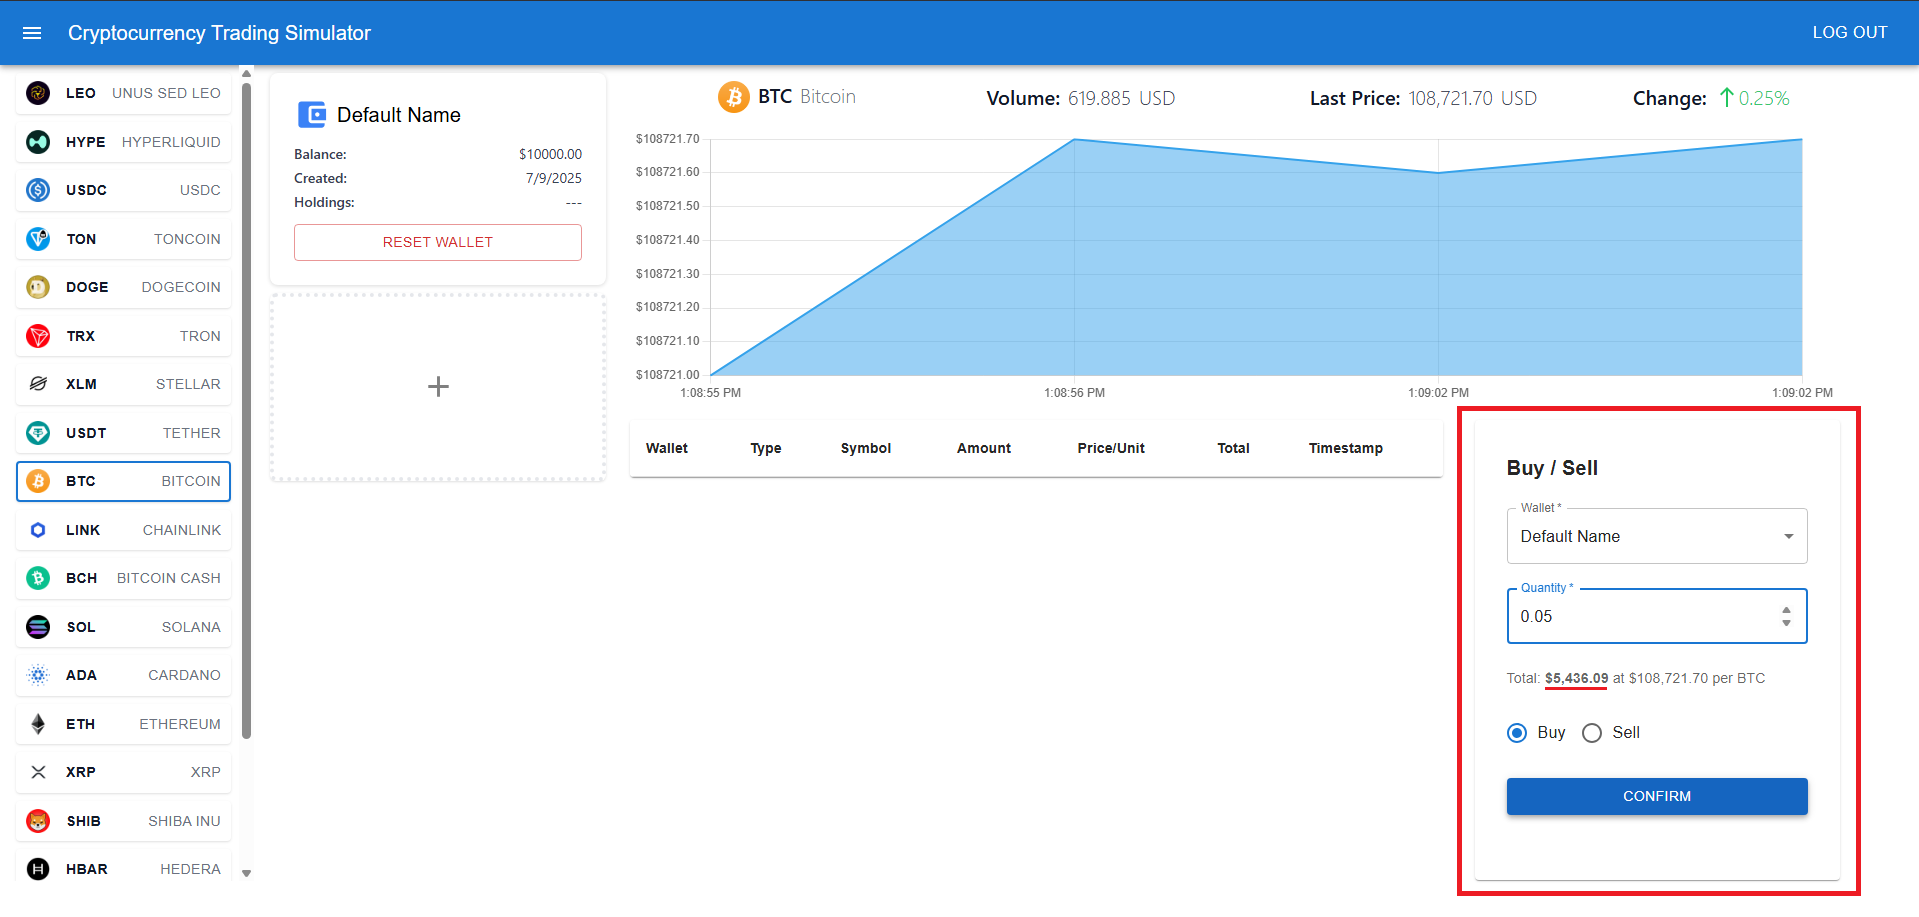 Cryptocurrency Trading Simulator
LOG OUT
LEO UNUS SED LEO
HYPE HYPERLIQUID
USDC USDC
TON TONCOIN
DOGE DOGECOIN
TRX TRON
XLM STELLAR
USDT TETHER
BTC BITCOIN
LINK CHAINLINK
BCH BITCOIN CASH
SOL SOLANA
ADA CARDANO
ETH ETHEREUM
XRP XRP
SHIB SHIBA INU
HBAR HEDERA
Default Name
Balance: $10000.00
Created: 7/9/2025
Holdings: ---
RESET WALLET
+
BTC Bitcoin
Volume: 619.885 USD
Last Price: 108,721.70 USD
Change: ↑0.25%
$108721.70
$108721.60
$108721.50
$108721.40
$108721.30
$108721.20
$108721.10
$108721.00
1:08:55 PM 1:08:56 PM 1:09:02 PM 1:09:02 PM
Wallet Type Symbol Amount Price/Unit Total Timestamp
Buy / Sell
Wallet *
Default Name
Quantity *
0.05
Total: $5,436.09 at $108,721.70 per BTC
Buy Sell
CONFIRM